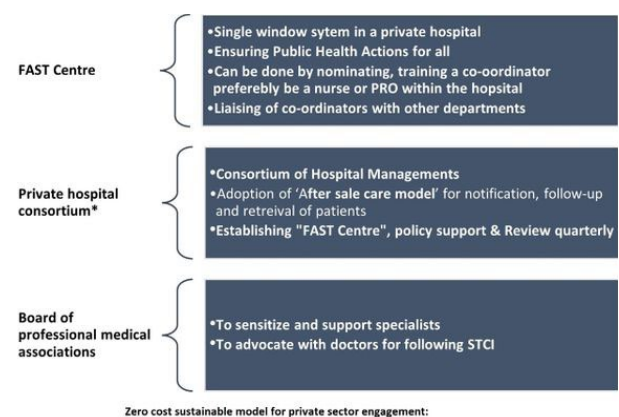 FAST Centre
•Single window sytem in a private hospital
•Ensuring Public Health Actions for all
•Can be done by nominating, training a co-oordinator
preferebly be a nurse or PRO within the hopsital
•Liaising of co-ordinators with other departments
Private hospital
consortium*
•Consortium of Hospital Managements
•Adoption of 'After sale care model' for notification, follow-up
and retreival of patients
•Establishing "FAST Centre", policy support & Review quarterly
Board of
professional medical
associations
•To sensitize and support specialists
•To advocate with doctors for following STCI
Zero cost sustainable model for private sector engagement: